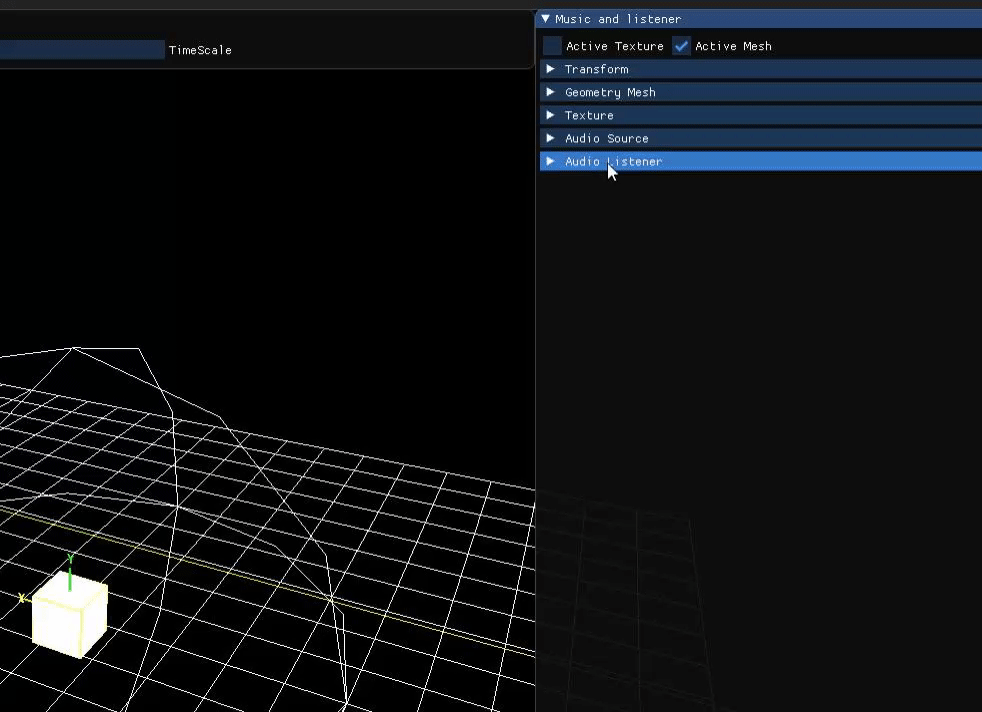 Music and listener
TimeScale
Active Texture Active Mesh
Transform
Geometry Mesh
Texture
Audio Source
Audio Listener
Y
X